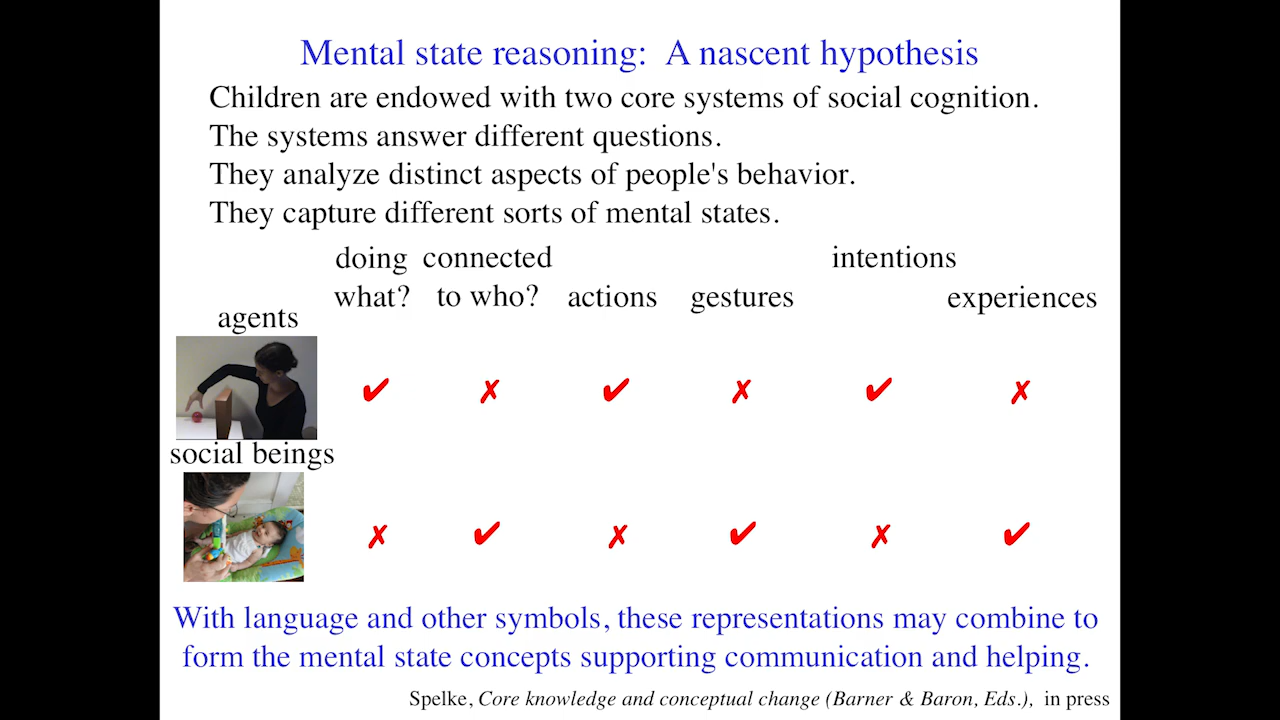 Mental state reasoning: A nascent hypothesis
Children are endowed with two core systems of social cognition.
The systems answer different questions.
They analyze distinct aspects of people's behavior.
They capture different sorts of mental states.
doing connected intentions
what? to who? actions gestures experiences
agents
✔ ✗ ✔ ✗ ✔ ✗
social beings
✗ ✔ ✗ ✔ ✗ ✔
With language and other symbols, these representations may combine to
form the mental state concepts supporting communication and helping.
Spelke, Core knowledge and conceptual change (Barner & Baron, Eds.), in press